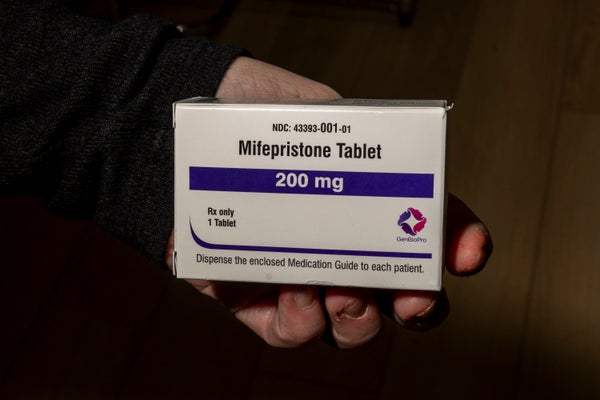 NDC: 43393-001-01
Mifepristone Tablet
200 mg
Rx only
1 Tablet
GenBioPro
Dispense the enclosed Medication Guide to each patient.